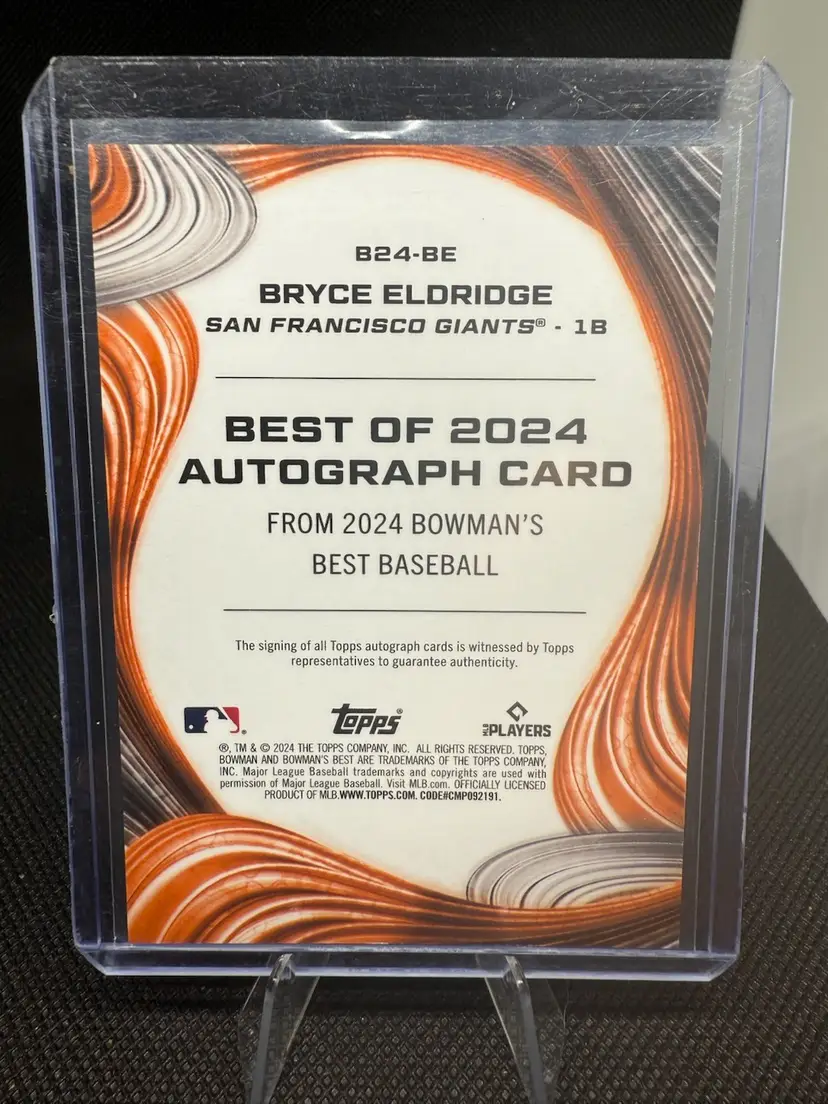 B24-BE
BRYCE ELDRIDGE
SAN FRANCISCO GIANTS® - 1B
BEST OF 2024
AUTOGRAPH CARD
FROM 2024 BOWMAN'S
BEST BASEBALL
The signing of all Topps autograph cards is witnessed by Topps
representatives to guarantee authenticity.
® topps® MLB PLAYERS
®, TM & © 2024 THE TOPPS COMPANY, INC. ALL RIGHTS RESERVED. TOPPS,
BOWMAN AND BOWMAN'S BEST ARE TRADEMARKS OF THE TOPPS COMPANY,
INC. Major League Baseball trademarks and copyrights are used with
permission of Major League Baseball. Visit MLB.com. OFFICIALLY LICENSED
PRODUCT OF MLB.WWW.TOPPS.COM. CODE#CMP092191.